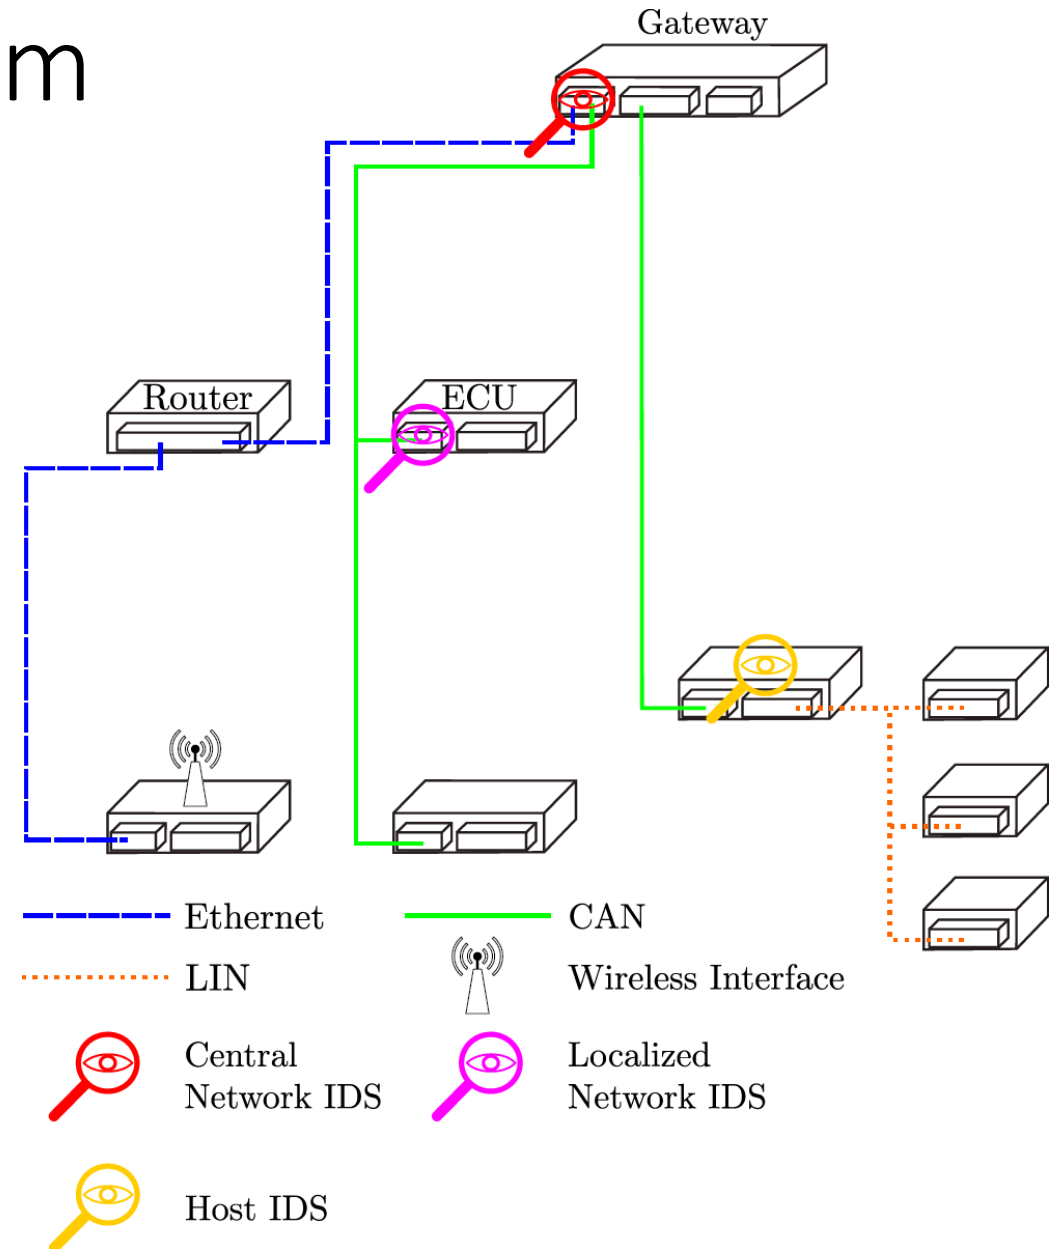 m
Gateway
Router
ECU
Ethernet
CAN
LIN
Wireless Interface
Central
Network IDS
Localized
Network IDS
Host IDS